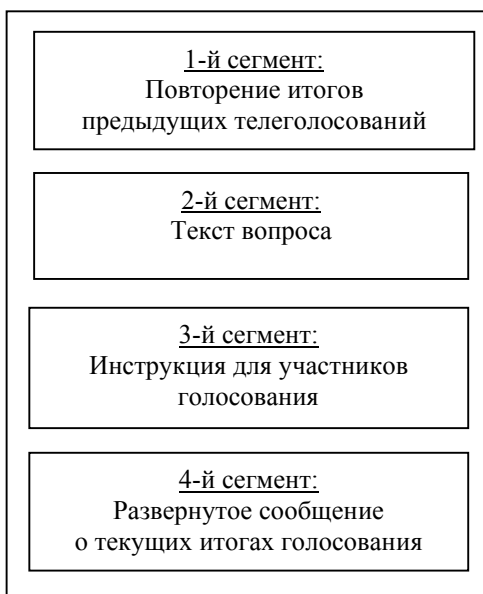 1-й сегмент:
Повторение итогов
предыдущих телеголосований
2-й сегмент:
Текст вопроса
3-й сегмент:
Инструкция для участников
голосования
4-й сегмент:
Развернутое сообщение
о текущих итогах голосования